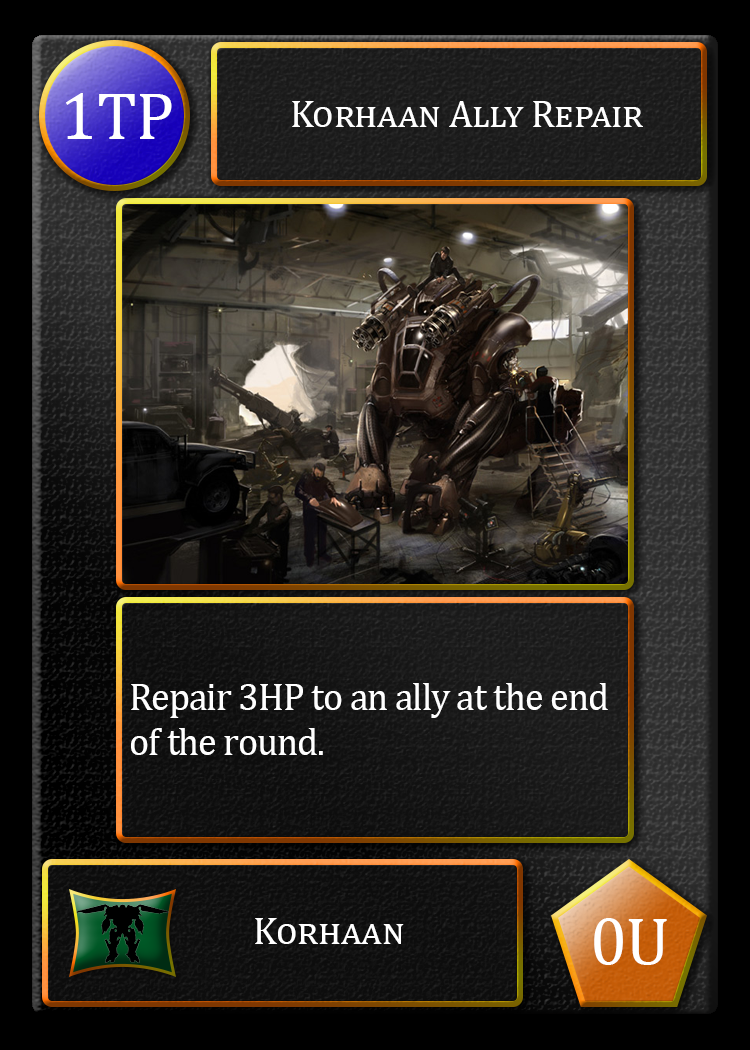 1TP
Korhaan Ally Repair
Repair 3HP to an ally at the end
of the round.
Korhaan
0U